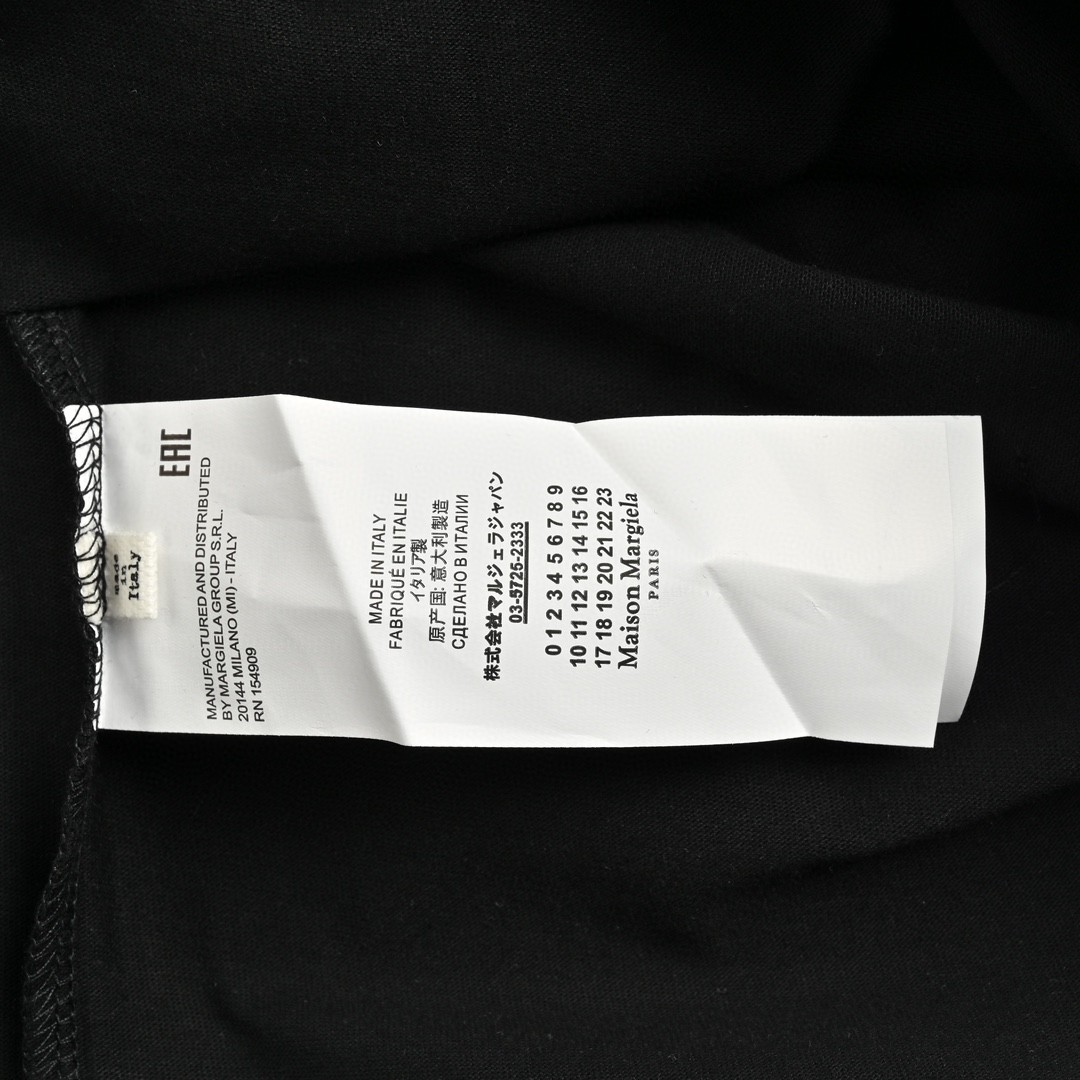 Maison Margiela
PARIS
0 1 2 3 4 5 6 7 8 9
10 11 12 13 14 15 16
17 18 19 20 21 22 23
株式会社マルジェラジャパン
03-5725-2333
MADE IN ITALY
FABRIQUÉ EN ITALIE
イタリア製
原产国: 意大利製造
СДЕЛАНО В ИТАЛИИ
EAC
MANUFACTURED AND DISTRIBUTED
BY MARGIELA GROUP S.R.L.
20144 MILANO (MI) - ITALY
RN 154909
made
in
Italy